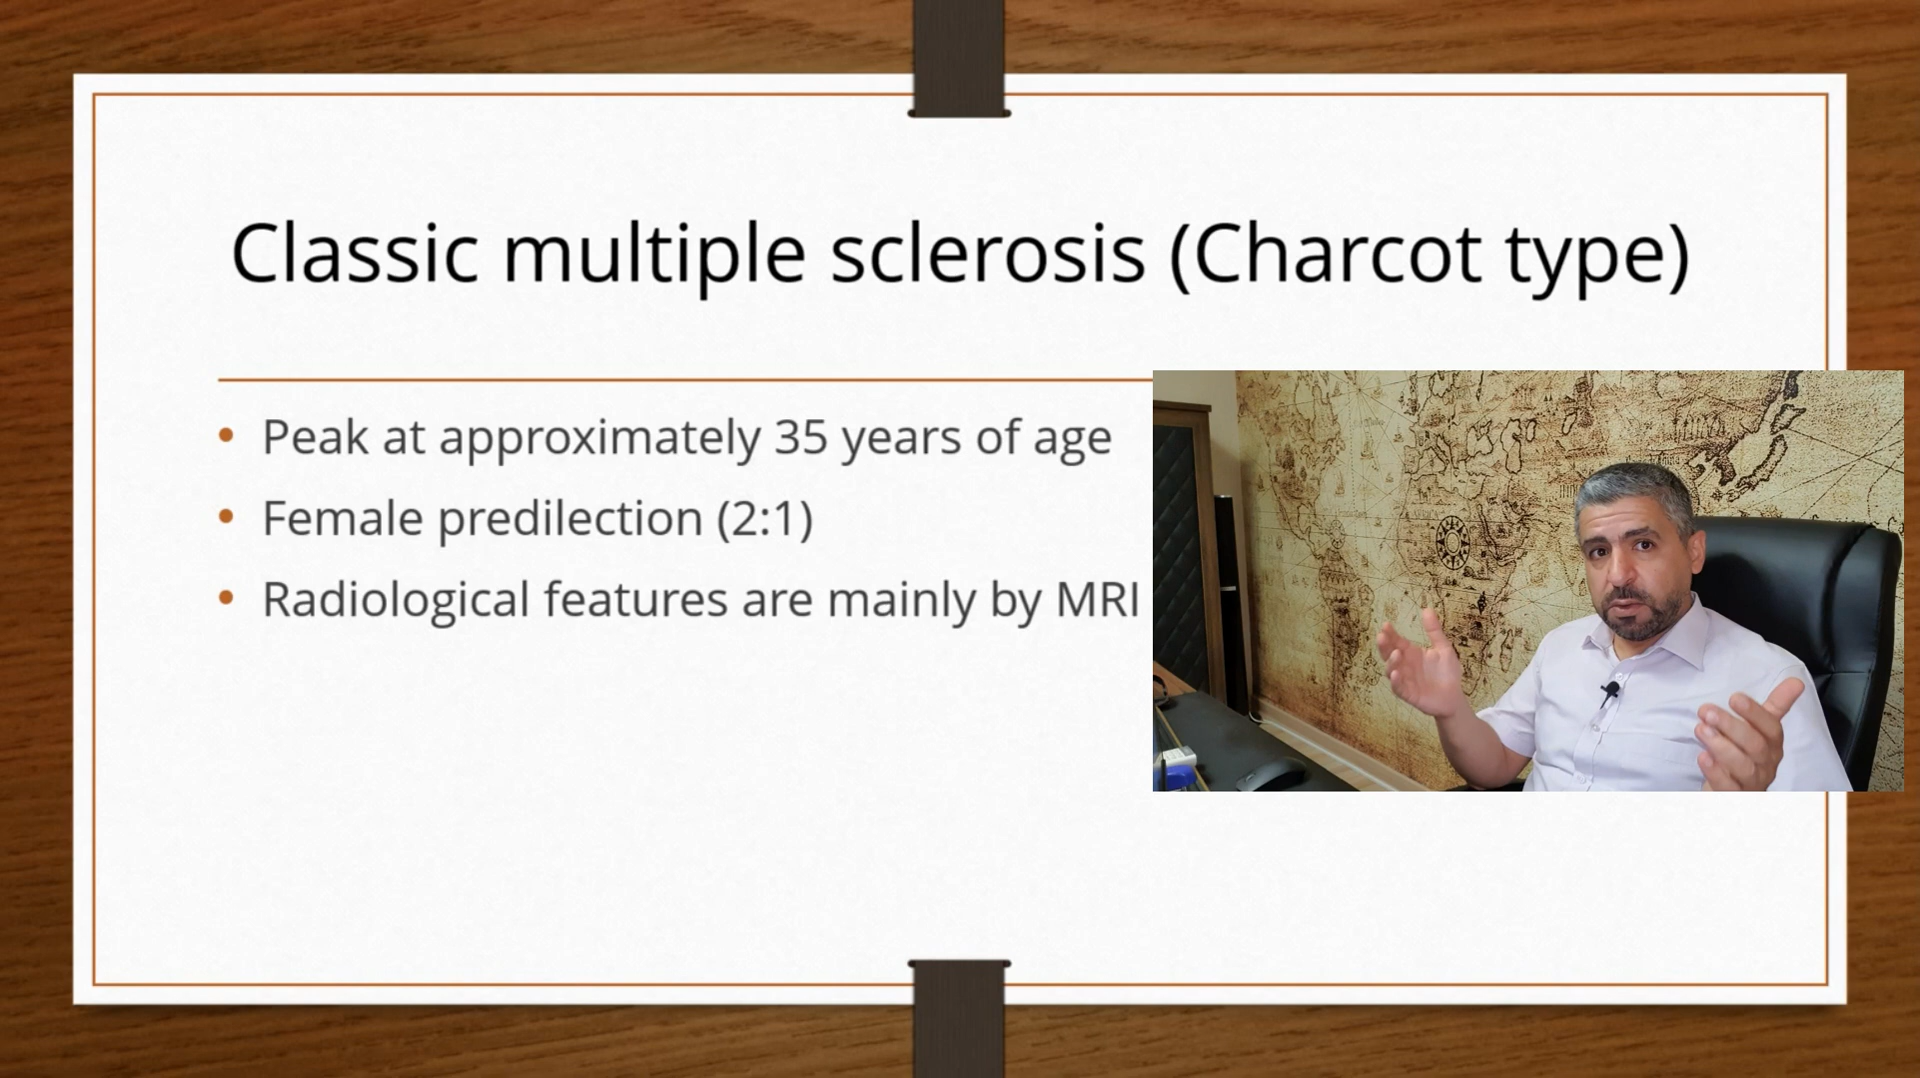 Classic multiple sclerosis (Charcot type)
• Peak at approximately 35 years of age
• Female predilection (2:1)
• Radiological features are mainly by MRI